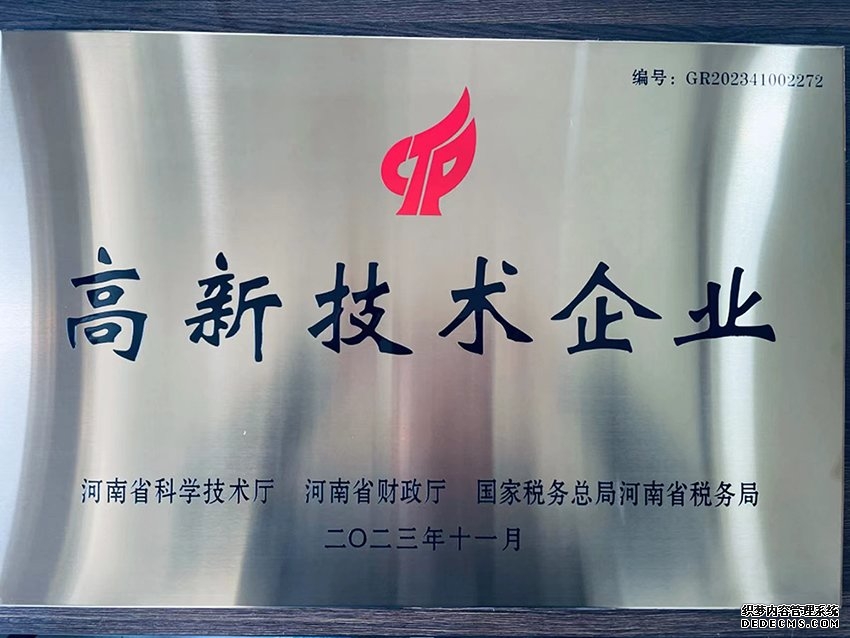 编号：GR202341002272
CTP
高新技术企业
河南省科学技术厅 河南省财政厅 国家税务总局河南省税务局
二〇二三年十一月
织梦内容管理系统
DEDECMS.COM